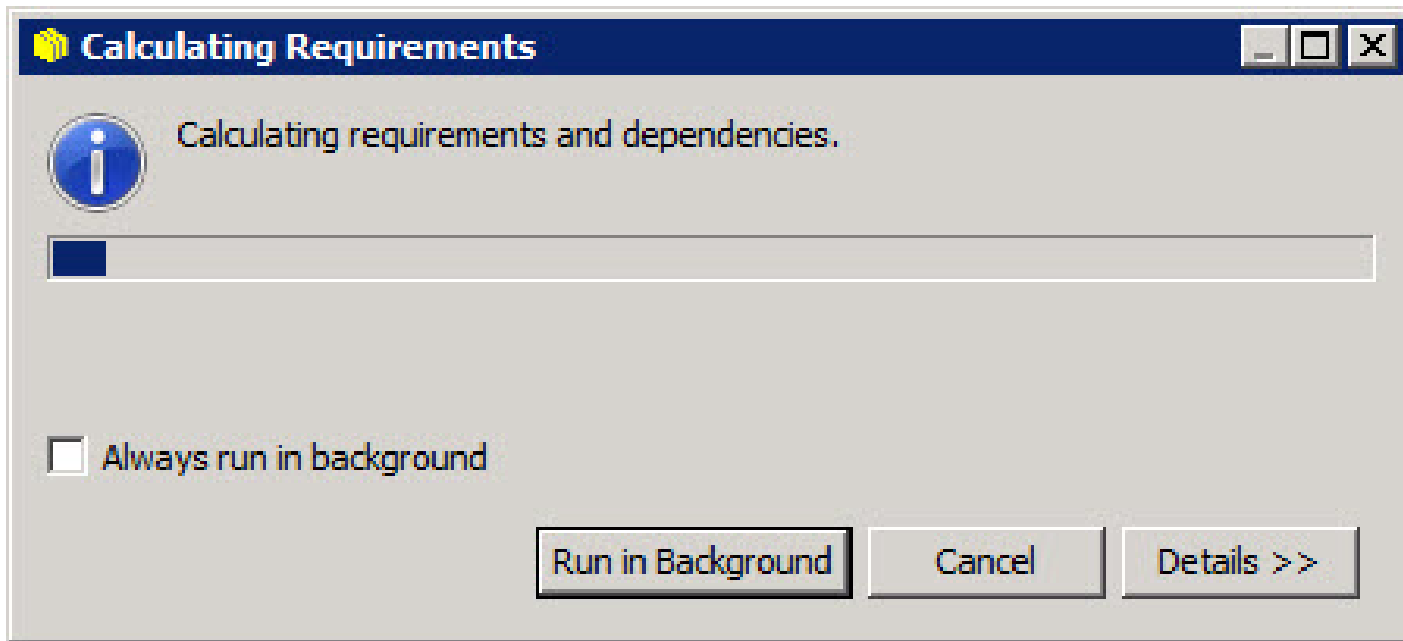 Calculating Requirements
Calculating requirements and dependencies.
Always run in background
Run in Background
Cancel
Details >>